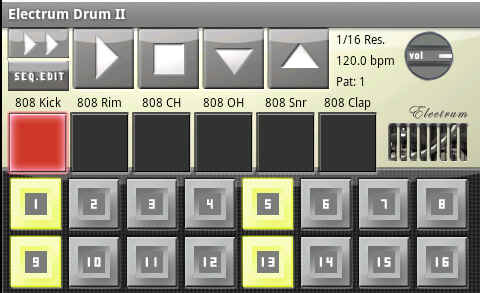 Electrum Drum II
1/16 Res.
vol
120.0 bpm
SEQ.EDIT
Pat: 1
808 Kick 808 Rim 808 CH 808 OH 808 Snr 808 Clap
Electrum
1 2 3 4 5 6 7 8
9 10 11 12 13 14 15 16